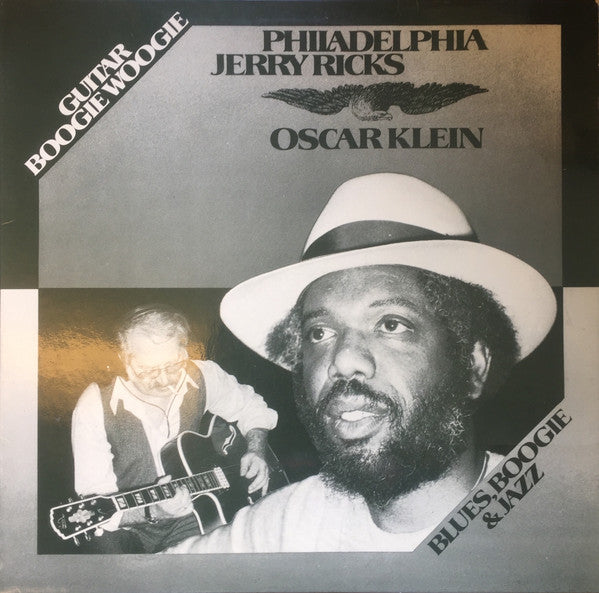 GUITAR
BOOGIE WOOGIE
PHILADELPHIA
JERRY RICKS
OSCAR KLEIN
BLUES, BOOGIE
& JAZZ